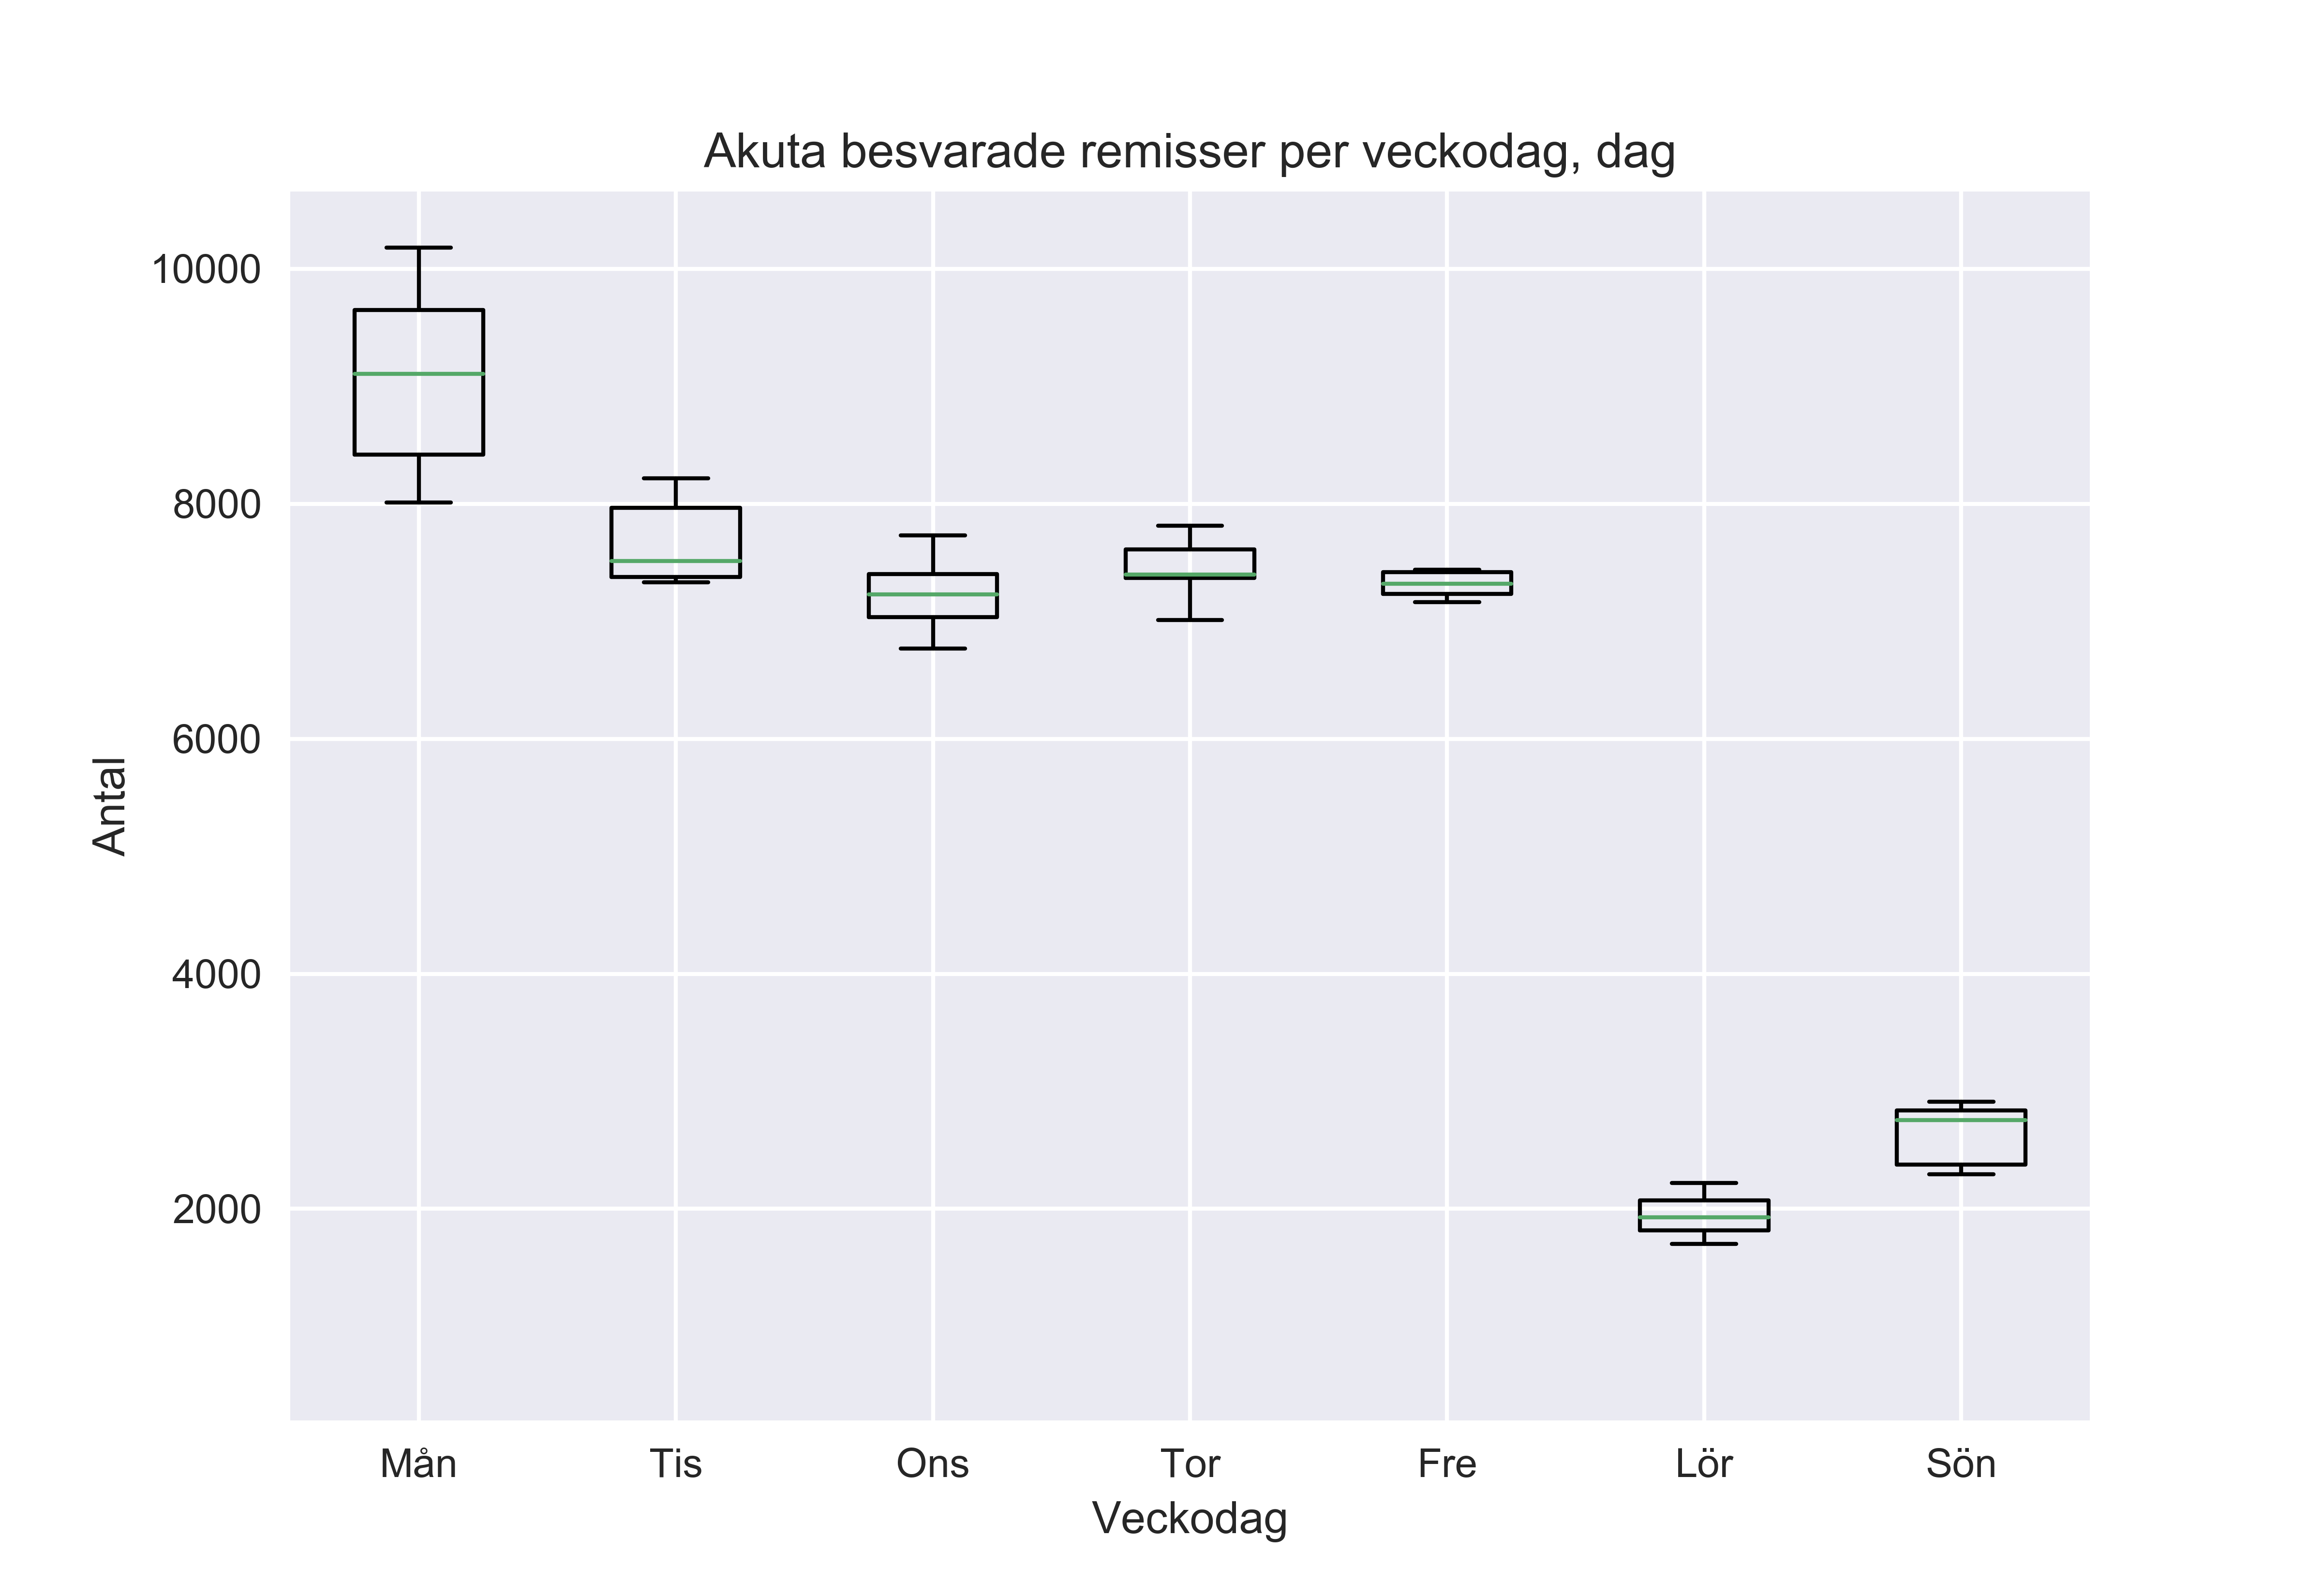 Akuta besvarade remisser per veckodag, dag
Antal
10000
8000
6000
4000
2000
Mån Tis Ons Tor Fre Lör Sön
Veckodag